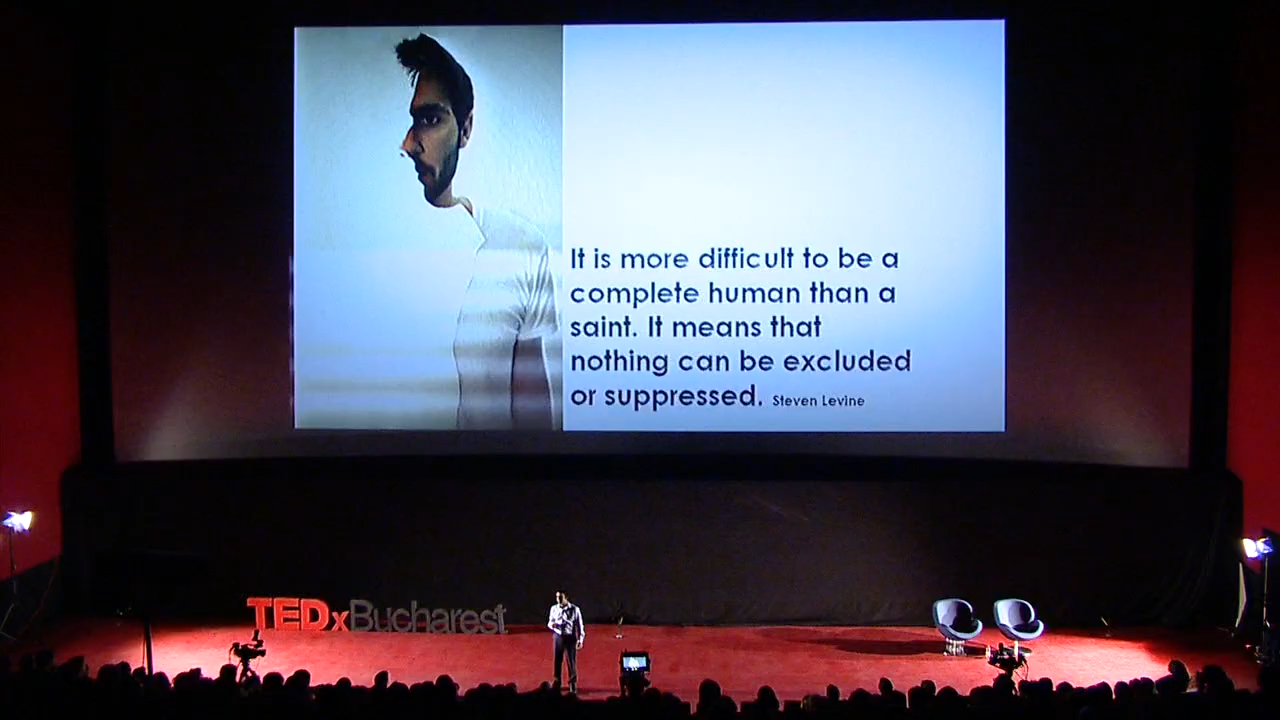 It is more difficult to be a
complete human than a
saint. It means that
nothing can be excluded
or suppressed. Steven Levine
TEDxBucharest